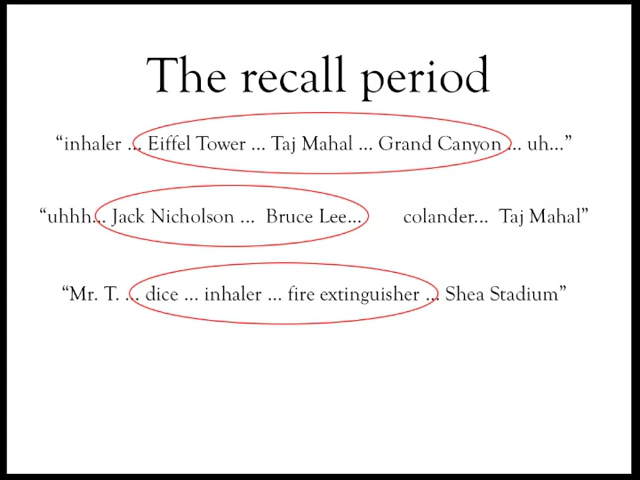 The recall period
“inhaler ... Eiffel Tower ... Taj Mahal ... Grand Canyon ... uh...”
“uhhh... Jack Nicholson ... Bruce Lee... colander... Taj Mahal”
“Mr. T. ... dice ... inhaler ... fire extinguisher ... Shea Stadium”